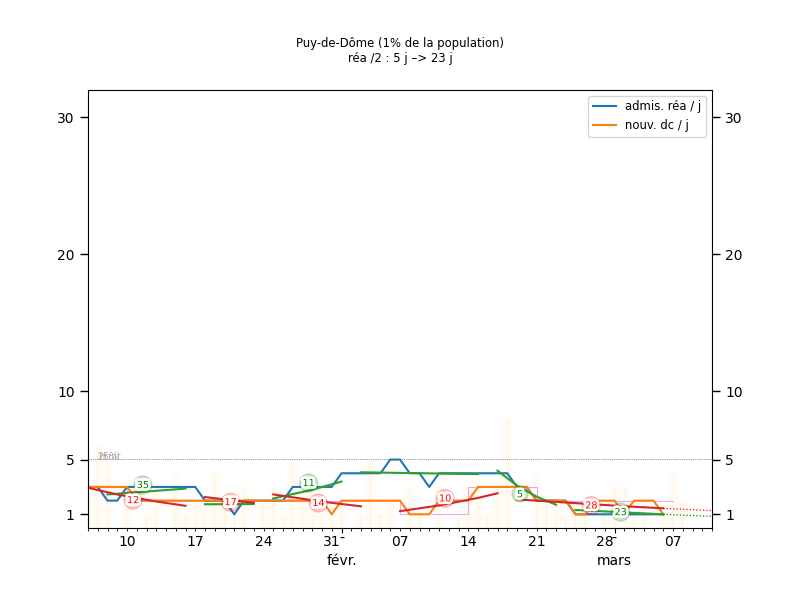 Puy-de-Dôme (1% de la population)
réa /2 : 5 j –> 23 j
admis. réa / j
nouv. dc / j
30 30
20 20
10 10
5 5
1 1
35 12 17 11 14 10 5 28 23
10 17 24 31 07 14 21 28 07
févr. mars